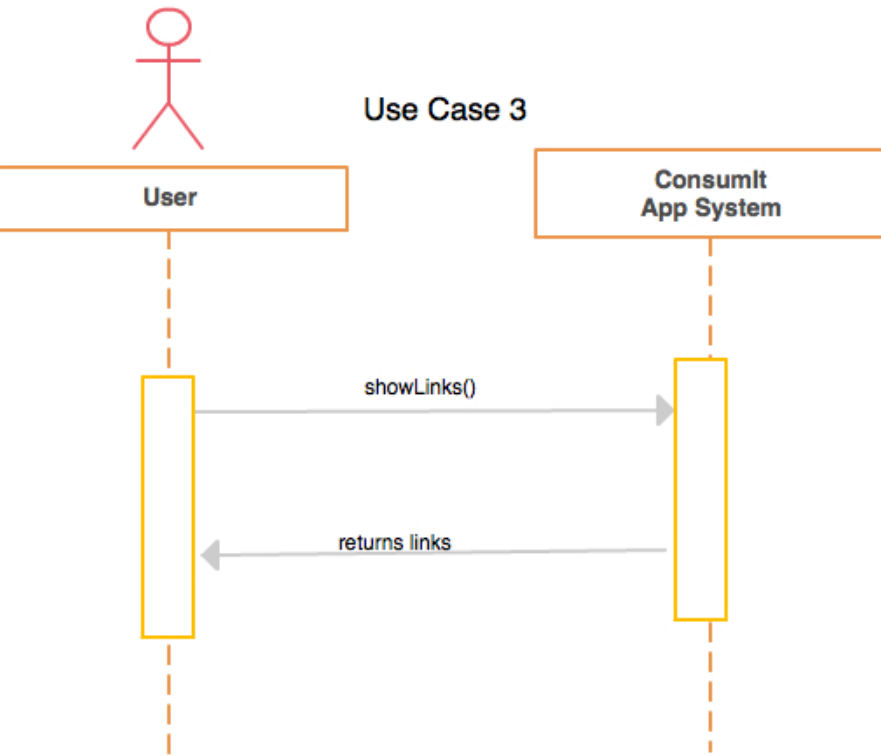 Use Case 3
User
ConsumIt
App System
showLinks()
returns links